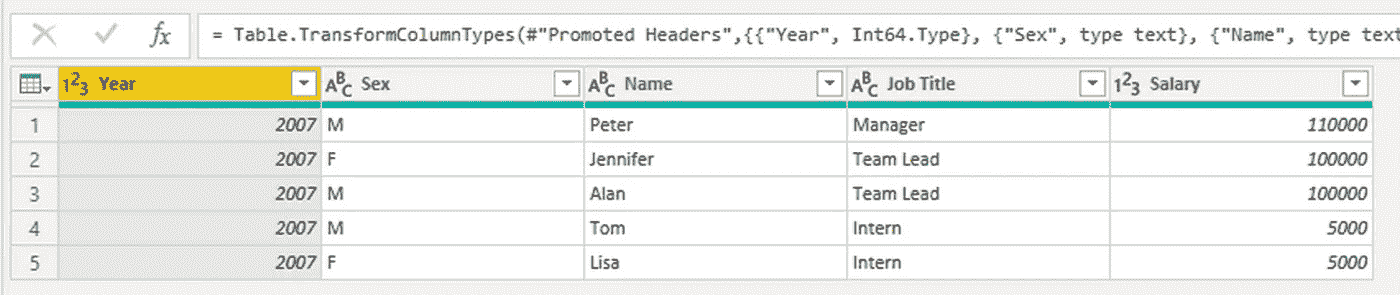 fx = Table.TransformColumnTypes(#"Promoted Headers",{{"Year", Int64.Type}, {"Sex", type text}, {"Name", type text
1²3 Year ABC Sex ABC Name ABC Job Title 1²3 Salary
1 2007 M Peter Manager 110000
2 2007 F Jennifer Team Lead 100000
3 2007 M Alan Team Lead 100000
4 2007 M Tom Intern 5000
5 2007 F Lisa Intern 5000